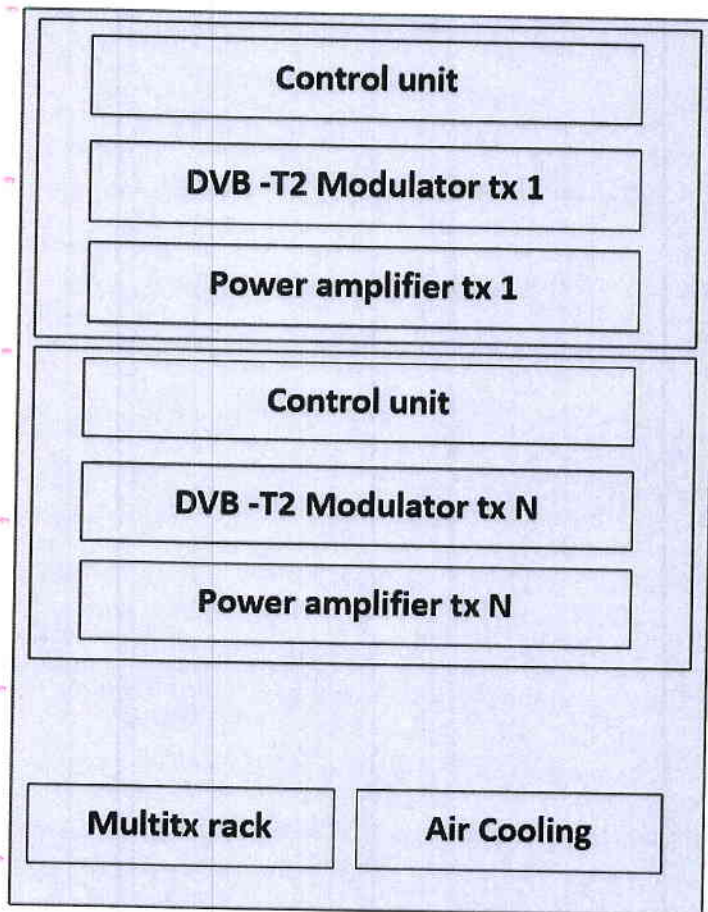 Control unit
DVB -T2 Modulator tx 1
Power amplifier tx 1
Control unit
DVB -T2 Modulator tx N
Power amplifier tx N
Multitx rack
Air Cooling